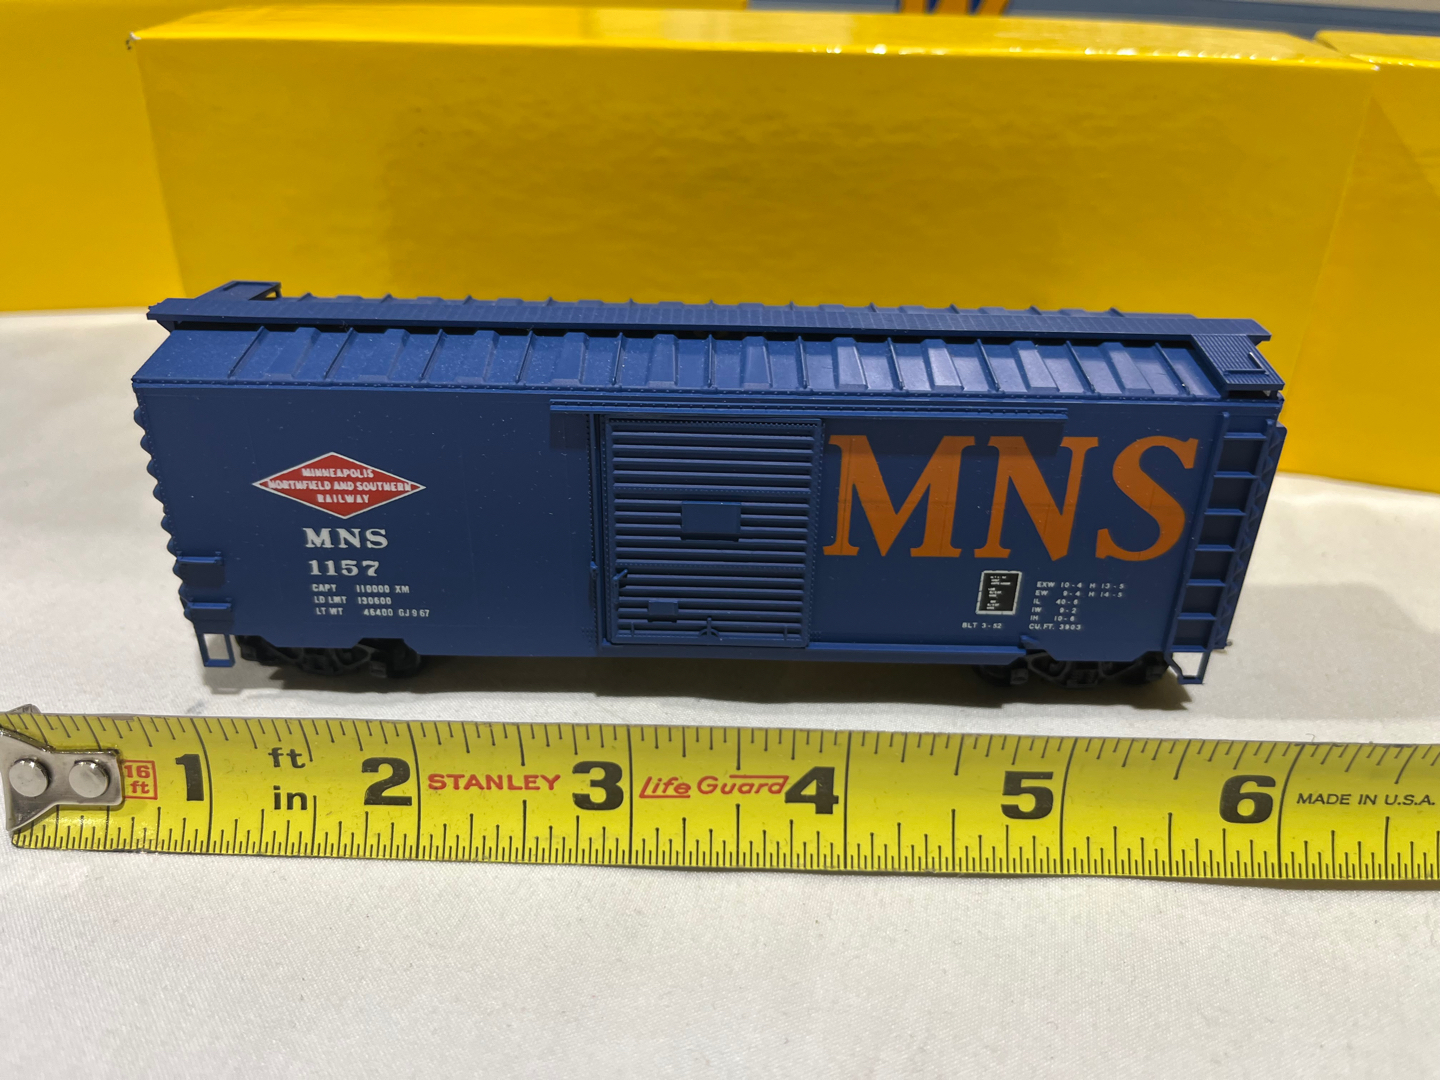 MINNEAPOLIS
NORTHFIELD AND SOUTHERN
RAILWAY
MNS
1157
CAPY 110000 XM
LD LMT 130600
LT WT 46400 GJ 9 67
MNS
EXW 10-4 H 13-5
EW 9-4 H 14-5
IL 40-6
IW 9-2
IH 10-6
BLT 3-52 CU. FT. 3903
16
ft
1 ft in 2 STANLEY 3 Life Guard 4 5 6 MADE IN U.S.A.